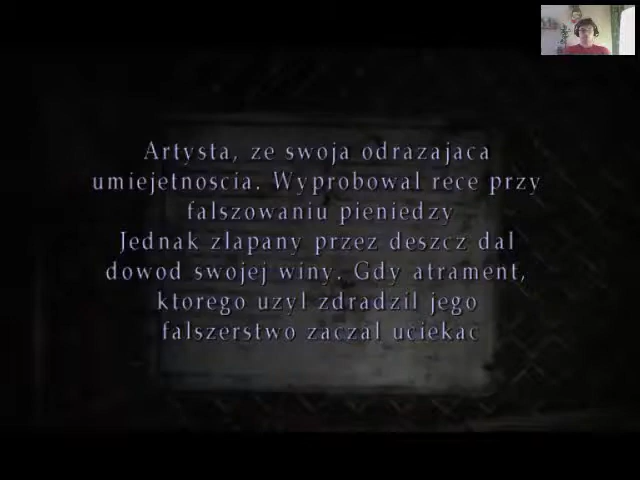 Artysta, ze swoja odrazajaca
umiejetnoscia. Wyprobowal rece przy
falszowaniu pieniedzy
Jednak zlapany przez deszcz dal
dowod swojej winy. Gdy atrament,
ktorego uzyl zdradzil jego
falszerstwo zaczal uciekac